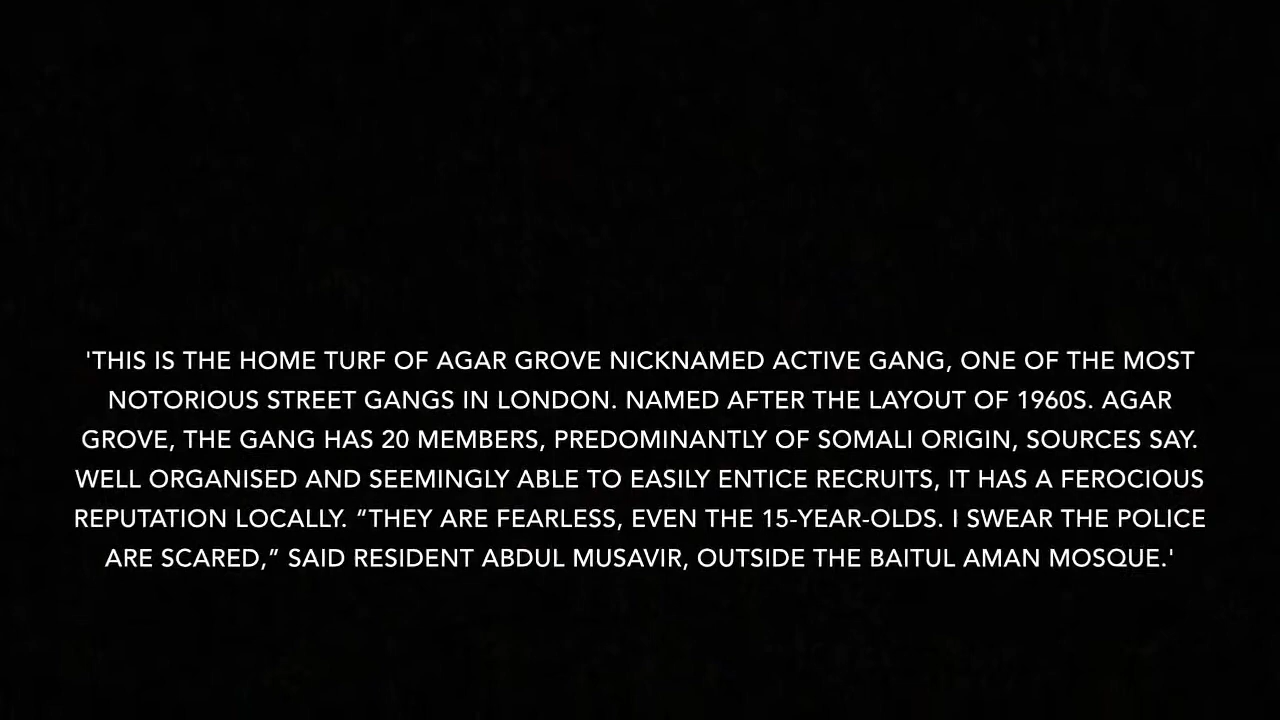 'THIS IS THE HOME TURF OF AGAR GROVE NICKNAMED ACTIVE GANG, ONE OF THE MOST
NOTORIOUS STREET GANGS IN LONDON. NAMED AFTER THE LAYOUT OF 1960S. AGAR
GROVE, THE GANG HAS 20 MEMBERS, PREDOMINANTLY OF SOMALI ORIGIN, SOURCES SAY.
WELL ORGANISED AND SEEMINGLY ABLE TO EASILY ENTICE RECRUITS, IT HAS A FEROCIOUS
REPUTATION LOCALLY. “THEY ARE FEARLESS, EVEN THE 15-YEAR-OLDS. I SWEAR THE POLICE
ARE SCARED,” SAID RESIDENT ABDUL MUSAVIR, OUTSIDE THE BAITUL AMAN MOSQUE.'